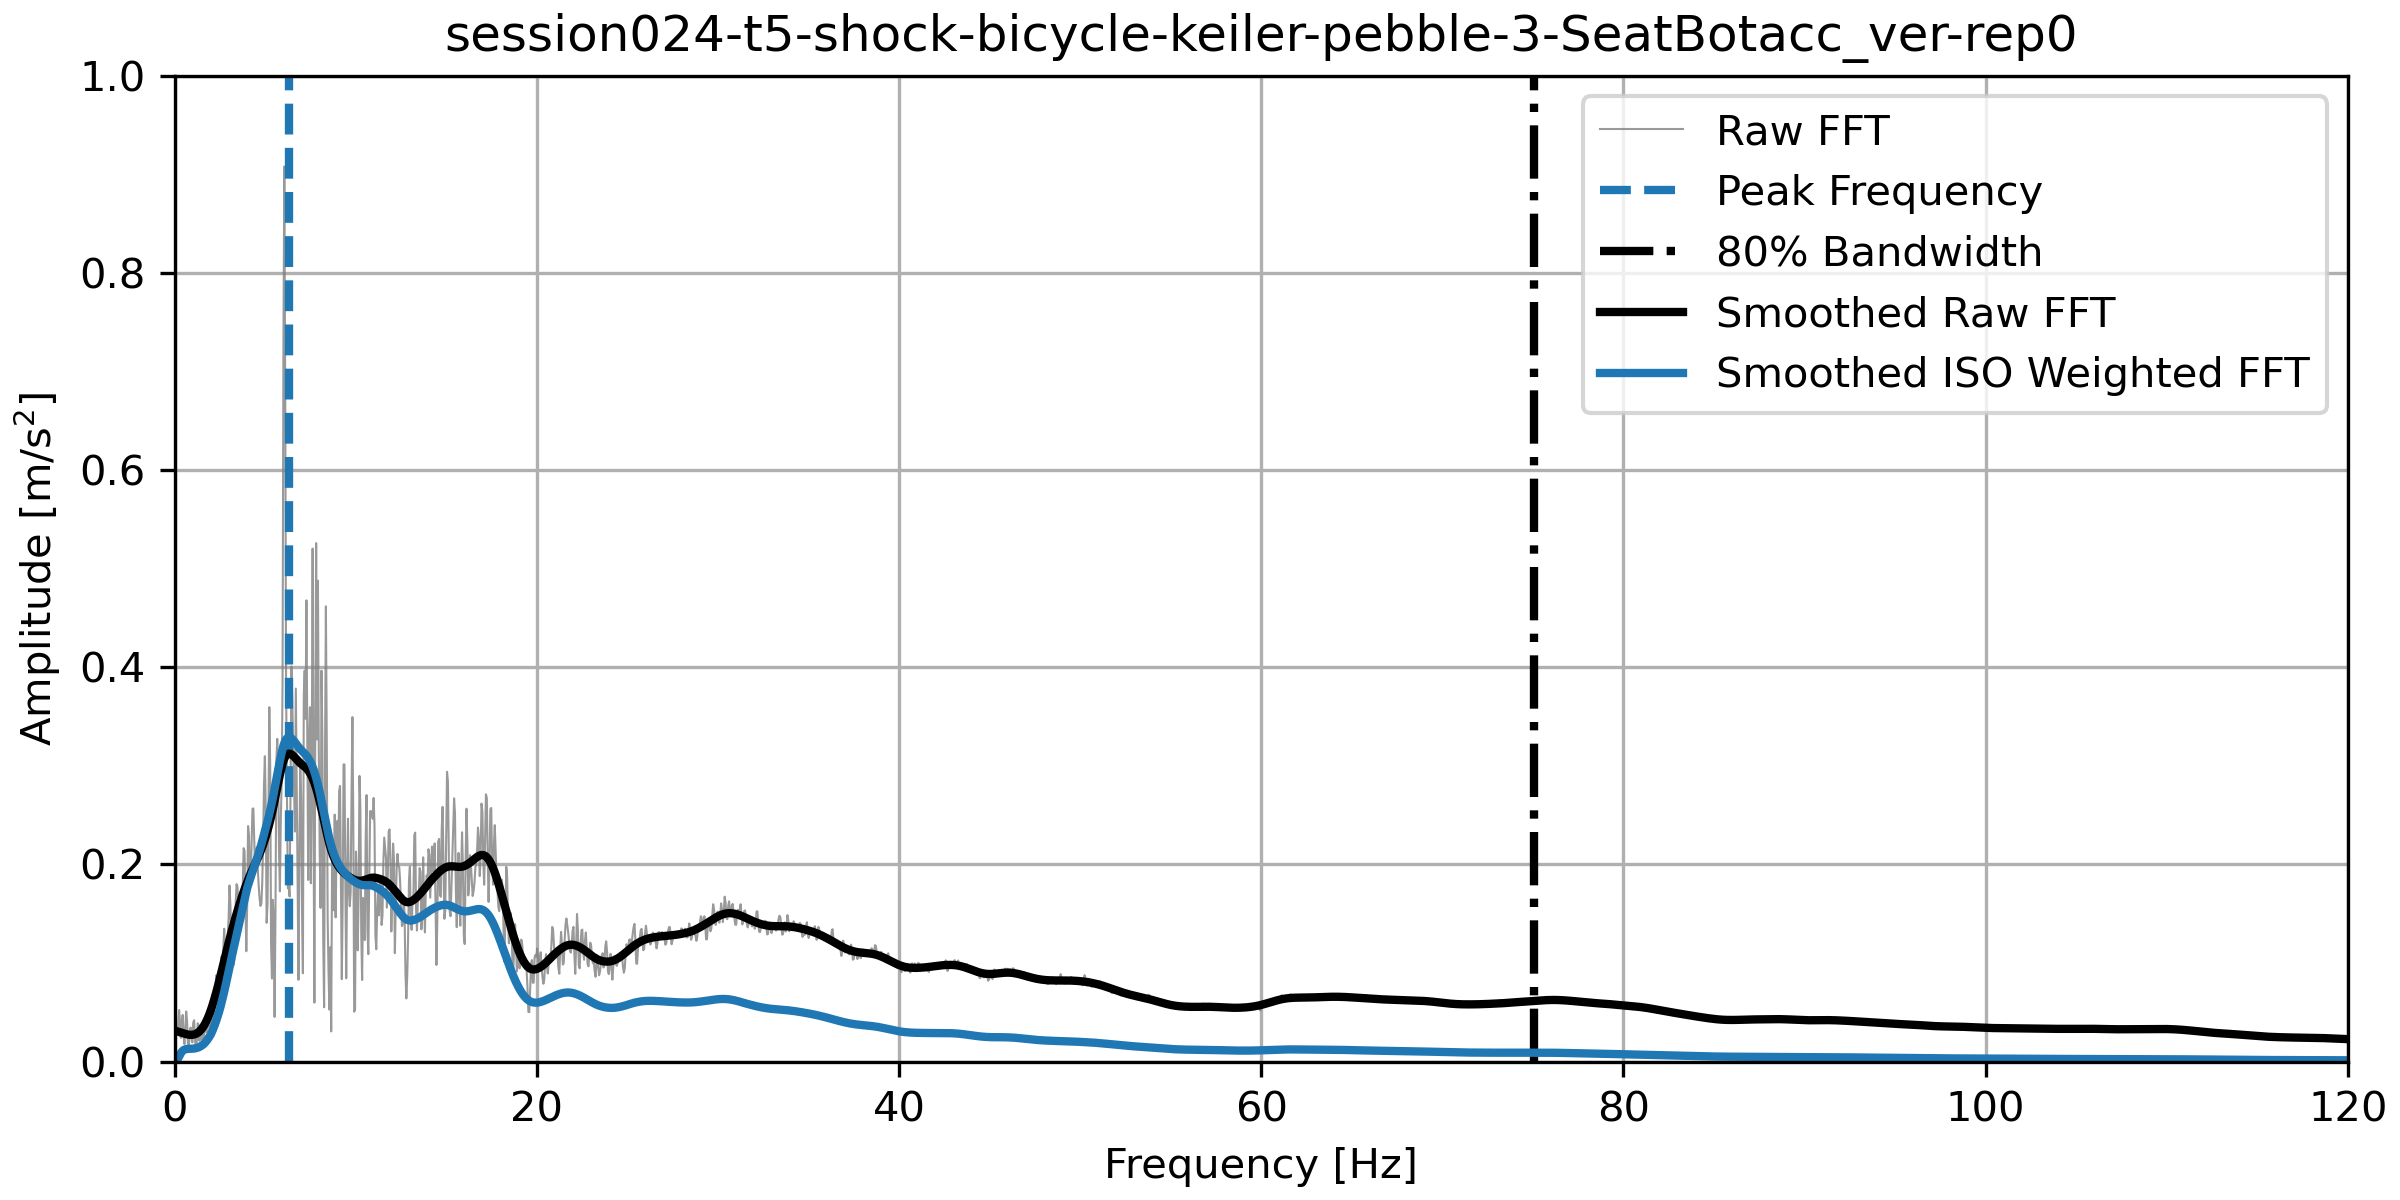 session024-t5-shock-bicycle-keiler-pebble-3-SeatBotacc_ver-rep0
1.0
0.8
0.6
0.4
0.2
0.0
Amplitude [m/s²]
Raw FFT
Peak Frequency
80% Bandwidth
Smoothed Raw FFT
Smoothed ISO Weighted FFT
0 20 40 60 80 100 120
Frequency [Hz]